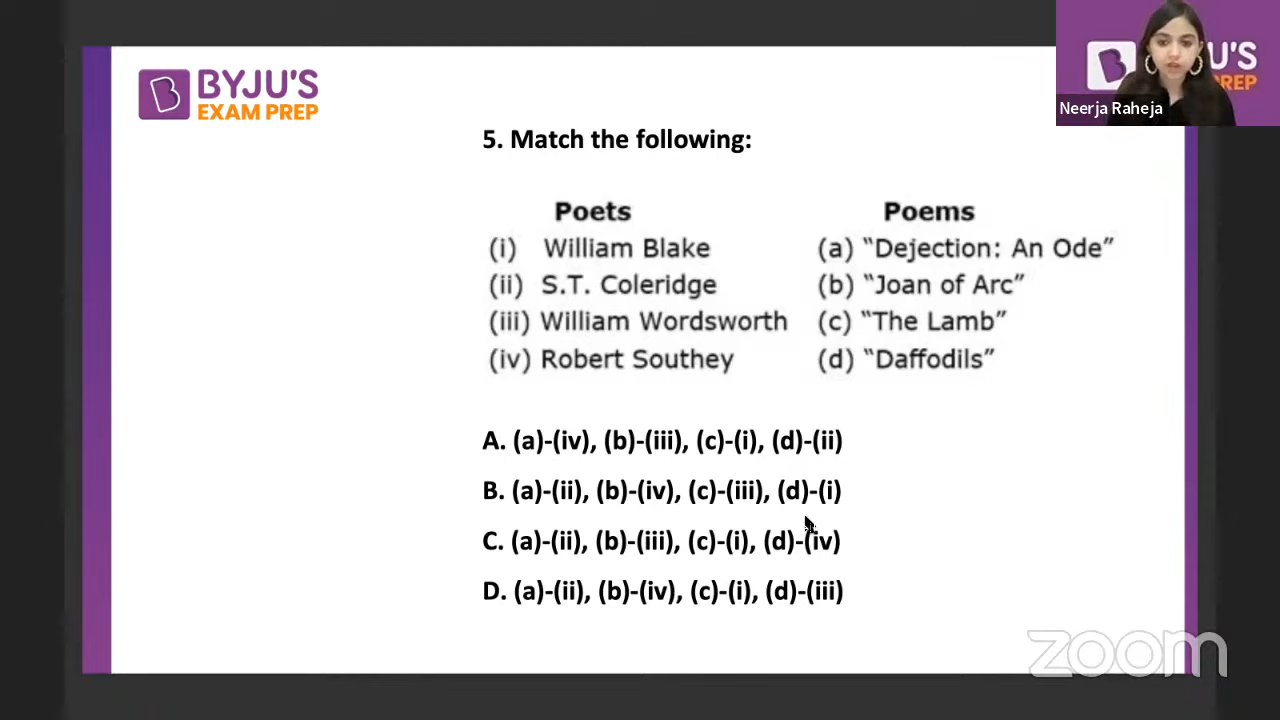 BYJU'S
EXAM PREP
B
YJU'S
PREP
Neerja Raheja
5. Match the following:
Poets Poems
(i) William Blake (a) "Dejection: An Ode"
(ii) S.T. Coleridge (b) "Joan of Arc"
(iii) William Wordsworth (c) "The Lamb"
(iv) Robert Southey (d) "Daffodils"
A. (a)-(iv), (b)-(iii), (c)-(i), (d)-(ii)
B. (a)-(ii), (b)-(iv), (c)-(iii), (d)-(i)
C. (a)-(ii), (b)-(iii), (c)-(i), (d)-(iv)
D. (a)-(ii), (b)-(iv), (c)-(i), (d)-(iii)
zoom